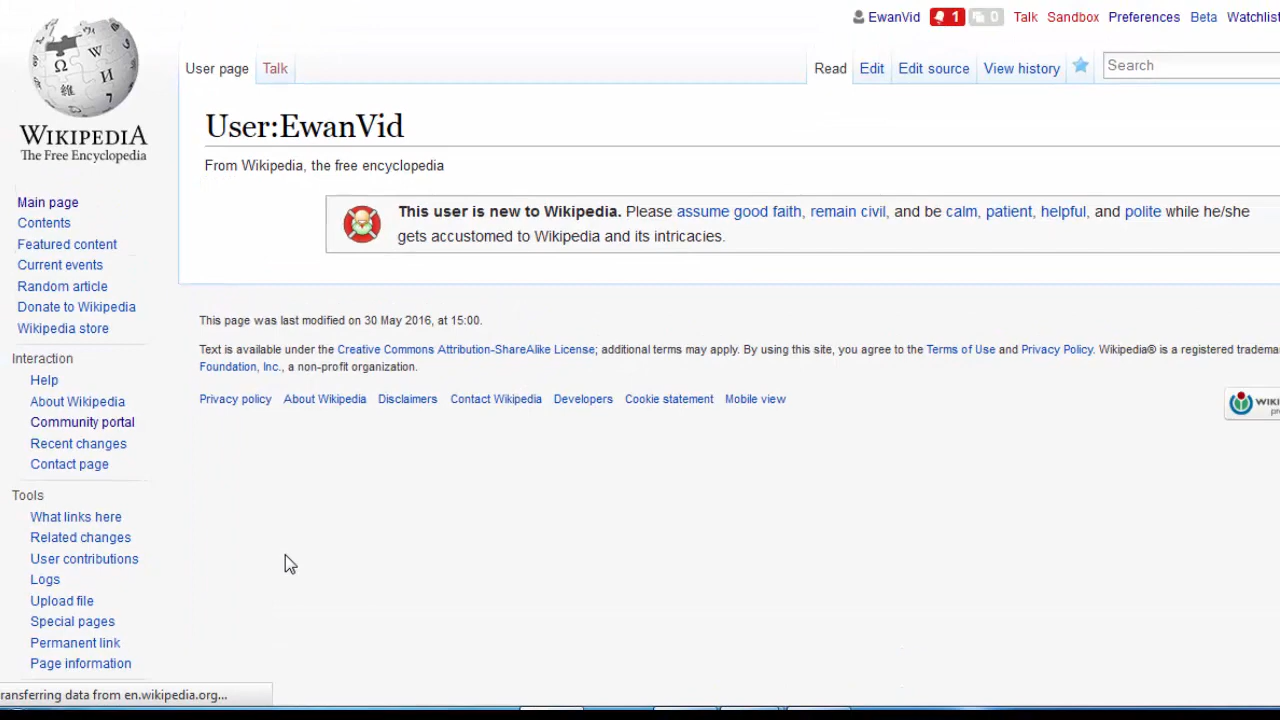 EwanVid 1 0 Talk Sandbox Preferences Beta Watchlist
User page Talk Read Edit Edit source View history Search
WIKIPEDIA
The Free Encyclopedia
User:EwanVid
From Wikipedia, the free encyclopedia
This user is new to Wikipedia. Please assume good faith, remain civil, and be calm, patient, helpful, and polite while he/she
gets accustomed to Wikipedia and its intricacies.
Main page
Contents
Featured content
Current events
Random article
Donate to Wikipedia
Wikipedia store
Interaction
Help
About Wikipedia
Community portal
Recent changes
Contact page
Tools
What links here
Related changes
User contributions
Logs
Upload file
Special pages
Permanent link
Page information
This page was last modified on 30 May 2016, at 15:00.
Text is available under the Creative Commons Attribution-ShareAlike License; additional terms may apply. By using this site, you agree to the Terms of Use and Privacy Policy. Wikipedia® is a registered tradema
Foundation, Inc., a non-profit organization.
Privacy policy About Wikipedia Disclaimers Contact Wikipedia Developers Cookie statement Mobile view
WIKI
pr
ransferring data from en.wikipedia.org...